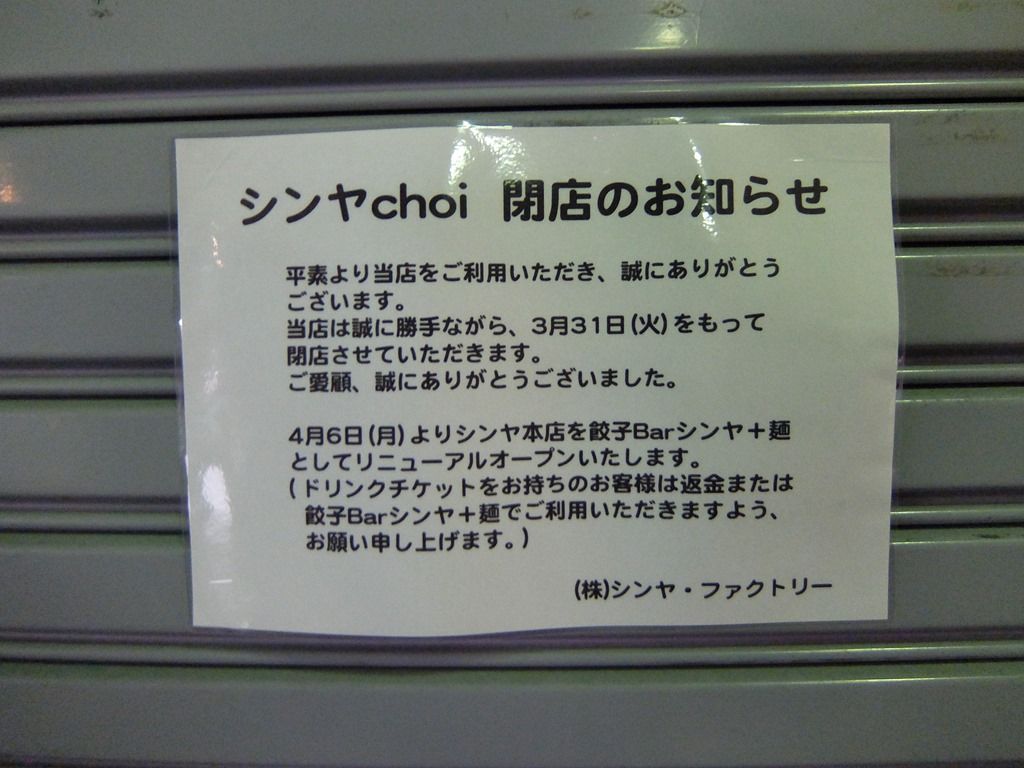 シンヤchoi 閉店のお知らせ
平素より当店をご利用いただき、誠にありがとう
ございます。
当店は誠に勝手ながら、3月31日(火)をもって
閉店させていただきます。
ご愛顧、誠にありがとうございました。
4月6日(月)よりシンヤ本店を餃子Barシンヤ＋麺
としてリニューアルオープンいたします。
(ドリンクチケットをお持ちのお客様は返金または
餃子Barシンヤ＋麺でご利用いただきますよう、
お願い申し上げます。)
(株)シンヤ・ファクトリー